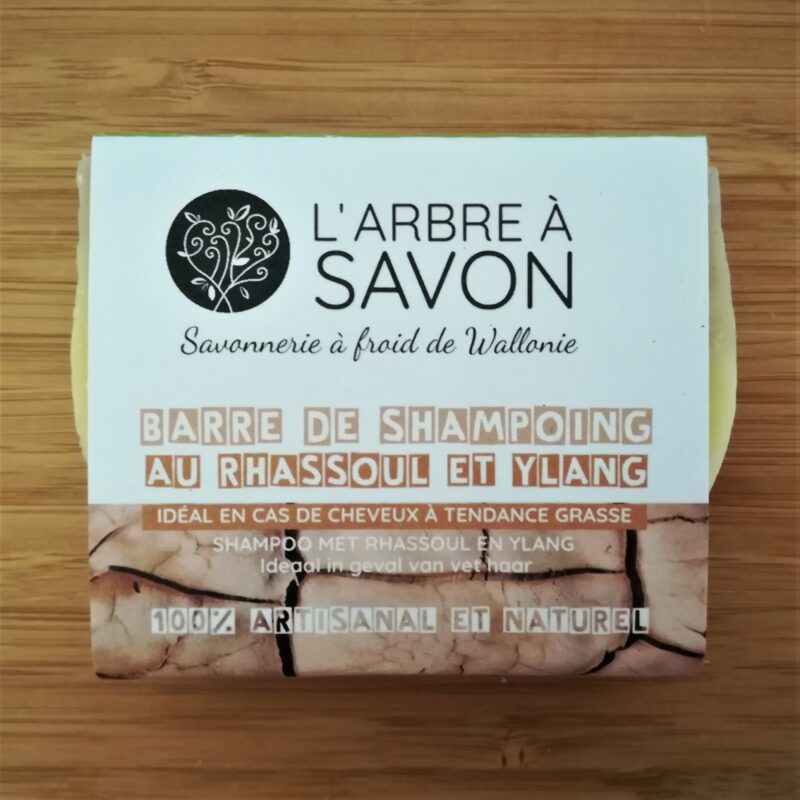 L'ARBRE À
SAVON
Savonnerie à froid de Wallonie
BARRE DE SHAMPOING
AU RHASSOUL ET YLANG
IDÉAL EN CAS DE CHEVEUX À TENDANCE GRASSE
SHAMPOO MET RHASSOUL EN YLANG
Ideaal in geval van vet haar
100% ARTISANAL ET NATUREL